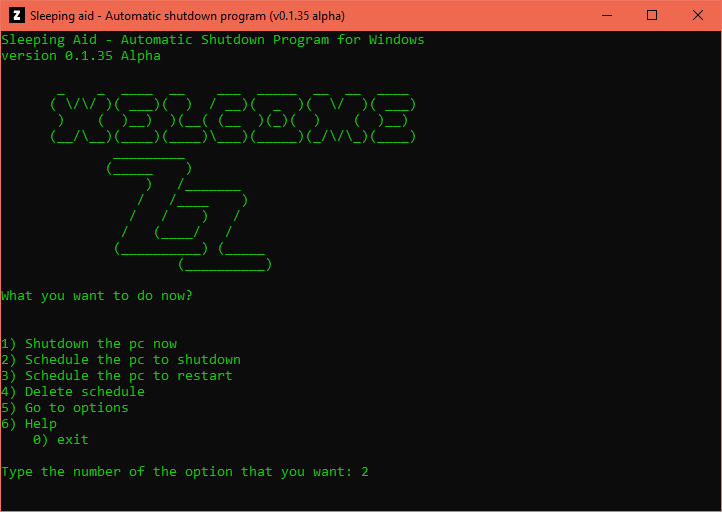 Sleeping aid - Automatic shutdown program (v0.1.35 alpha)
Sleeping Aid - Automatic Shutdown Program for Windows
version 0.1.35 Alpha
WELCOME
ZZ
What you want to do now?
1) Shutdown the pc now
2) Schedule the pc to shutdown
3) Schedule the pc to restart
4) Delete schedule
5) Go to options
6) Help
0) exit
Type the number of the option that you want: 2